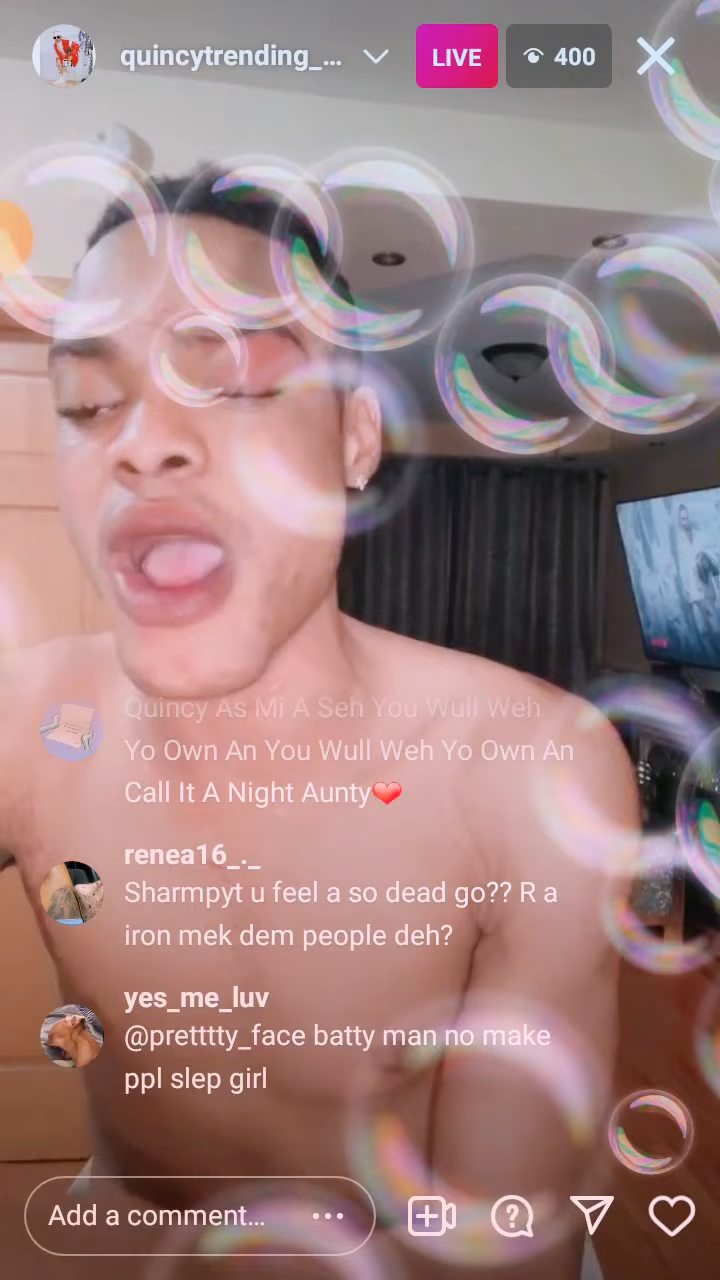 quincytrending_...
LIVE
400
Quincy As Mi A Seh You Wull Weh
Yo Own An You Wull Weh Yo Own An
Call It A Night Aunty❤
renea16_._
Sharmpyt u feel a so dead go?? R a
iron mek dem people deh?
yes_me_luv
@prettttty_face batty man no make
ppl slep girl
Add a comment...